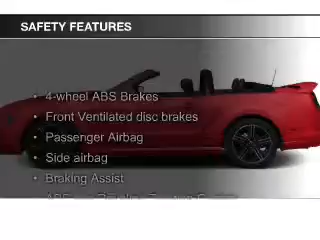 SAFETY FEATURES
• 4-wheel ABS Brakes
• Front Ventilated disc brakes
• Passenger Airbag
• Side airbag
• Braking Assist